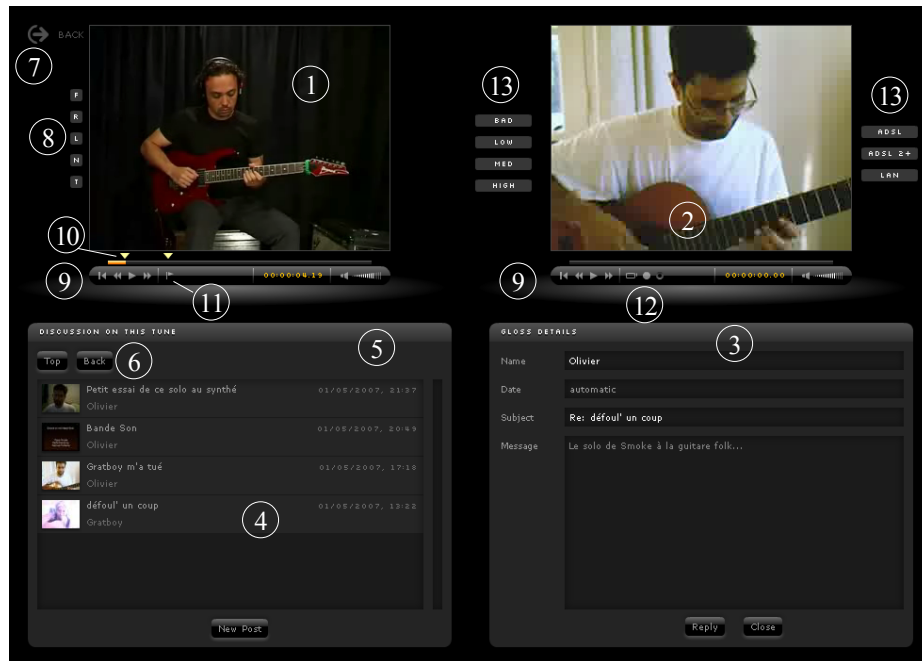 BACK
7
1
F
R
L
N
T
8
13
BAD
LOW
MED
HIGH
2
13
ADSL
ADSL 2+
LAN
10
9
00:00:04.19
11
9
00:00:00.00
12
DISCUSSION ON THIS TUNE
5
Top
Back
6
Petit essai de ce solo au synthé
01/05/2007, 21:37
Olivier
Bande Son
01/05/2007, 20:49
Olivier
Gratboy m'a tué
01/05/2007, 17:18
Olivier
défoul' un coup
01/05/2007, 13:22
Gratboy
4
New Post
GLOSS DETAILS
3
Name
Olivier
Date
automatic
Subject
Re: défoul' un coup
Message
Le solo de Smoke à la guitare folk...
Reply
Close